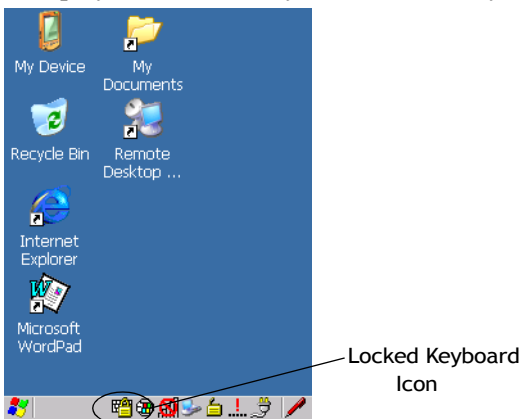 My Device
My
Documents
Recycle Bin
Remote
Desktop ...
Internet
Explorer
Microsoft
WordPad
Locked Keyboard
Icon